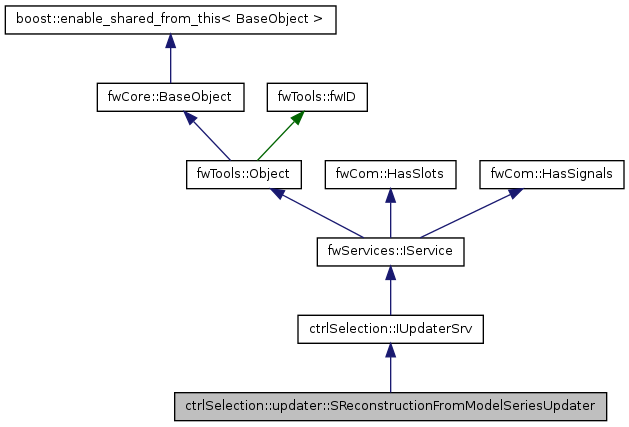 boost::enable_shared_from_this< BaseObject >
fwCore::BaseObject
fwTools::fwID
fwTools::Object
fwCom::HasSlots
fwCom::HasSignals
fwServices::IService
ctrlSelection::IUpdaterSrv
ctrlSelection::updater::SReconstructionFromModelSeriesUpdater